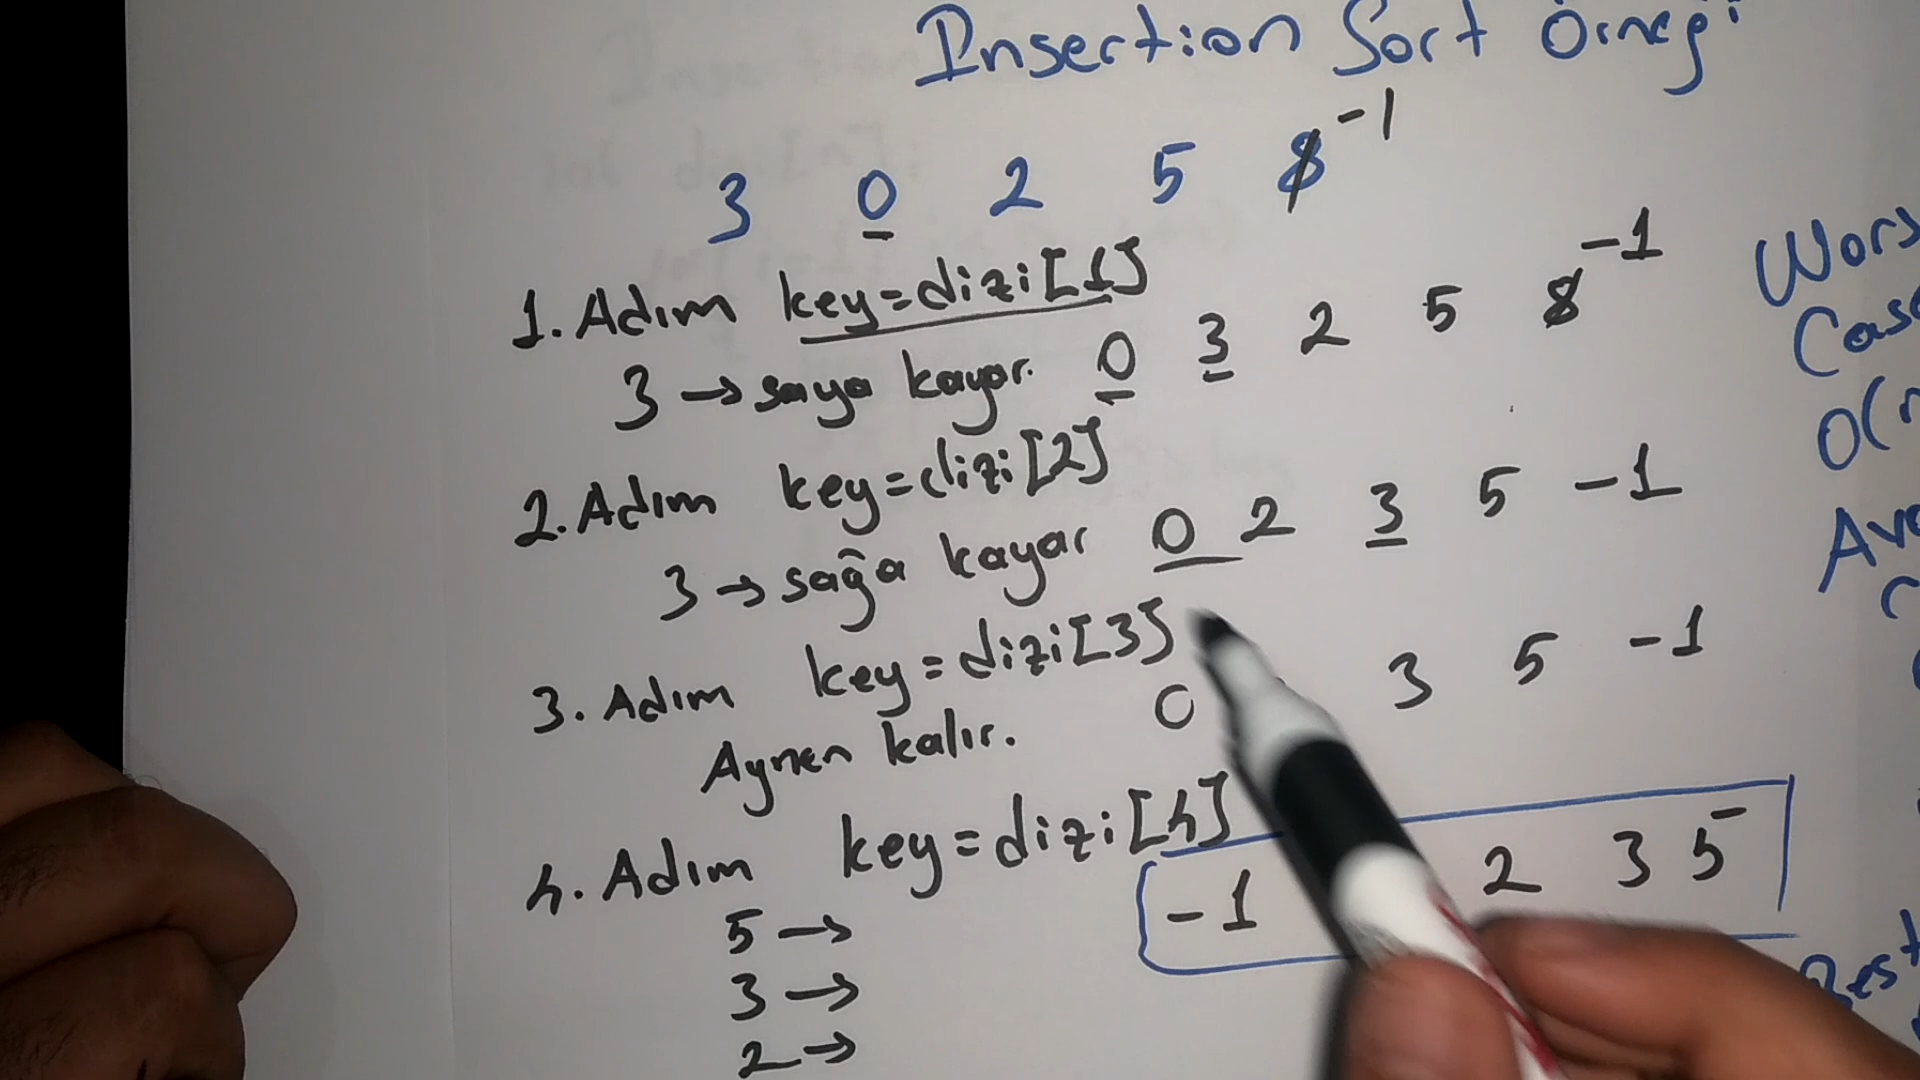 Insertion Sort Örneği
3 0 2 5 8 -1
1. Adım key=dizi[1]
3 → saya kayar. 0 3 2 5 8 -1
2. Adım key=dizi[2]
3 → sağa kayar 0 2 3 5 -1
3. Adım key=dizi[3]
Aynen kalır. 0 3 5 -1
4. Adım key=dizi[4]
-1 2 3 5
5 →
3 →
2 →